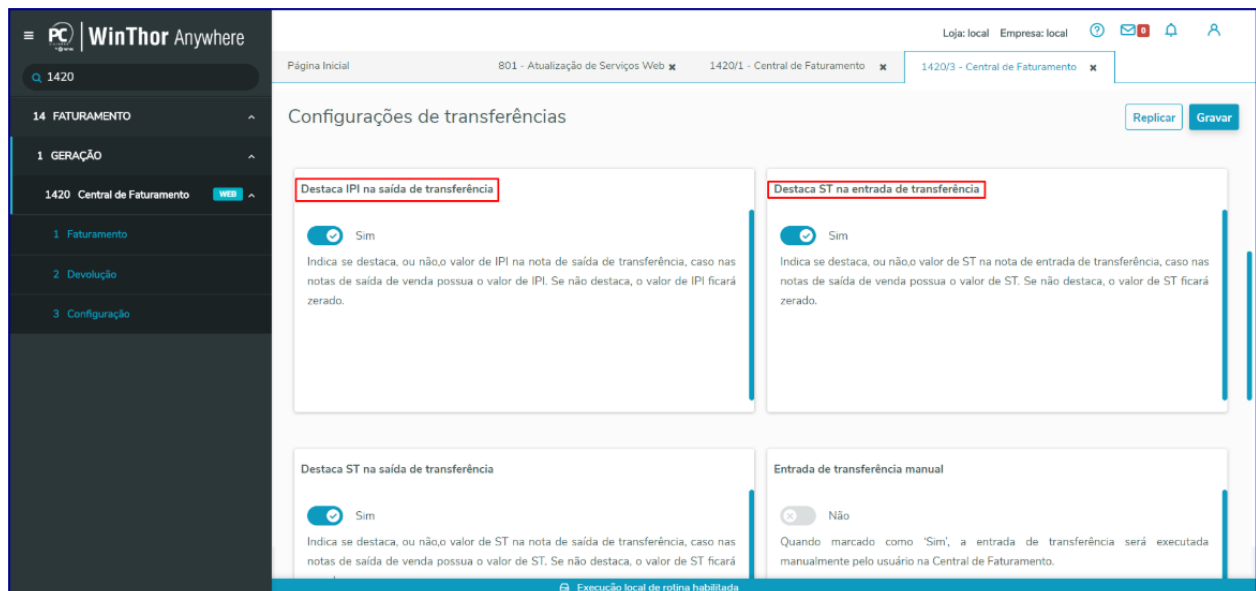 PC WinThor Anywhere
1420
14 FATURAMENTO
1 GERAÇÃO
1420 Central de Faturamento WEB
1 Faturamento
2 Devolução
3 Configuração
Loja: local Empresa: local 0
Página Inicial 801 - Atualização de Serviços Web 1420/1 - Central de Faturamento 1420/3 - Central de Faturamento
Configurações de transferências Replicar Gravar
Destaca IPI na saída de transferência
Sim
Indica se destaca, ou não,o valor de IPI na nota de saída de transferência, caso nas
notas de saída de venda possua o valor de IPI. Se não destaca, o valor de IPI ficará
zerado.
Destaca ST na entrada de transferência
Sim
Indica se destaca, ou não,o valor de ST na nota de entrada de transferência, caso nas
notas de saída de venda possua o valor de ST. Se não destaca, o valor de ST ficará
zerado.
Destaca ST na saída de transferência
Sim
Indica se destaca, ou não,o valor de ST na nota de saída de transferência, caso nas
notas de saída de venda possua o valor de ST. Se não destaca, o valor de ST ficará
Entrada de transferência manual
Não
Quando marcado como 'Sim', a entrada de transferência será executada
manualmente pelo usuário na Central de Faturamento.
Execução local de rotina habilitada